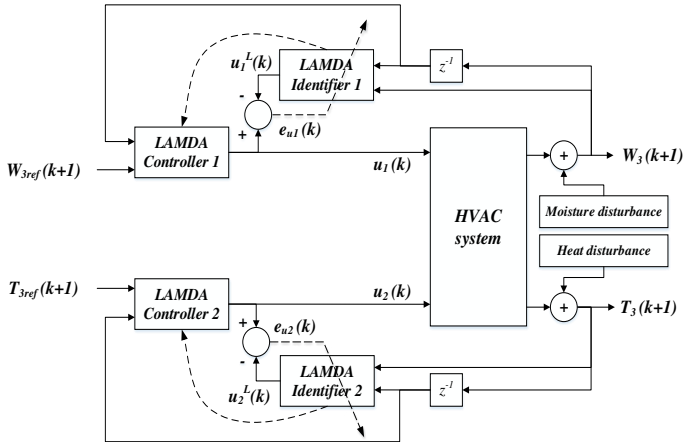 z⁻¹
LAMDA
Identifier 1
u₁ᴸ(k)
-
eᵤ₁(k)
+
LAMDA
Controller 1
W₃ref(k+1)
u₁(k)
HVAC
system
+
W₃(k+1)
Moisture disturbance
Heat disturbance
T₃ref(k+1)
LAMDA
Controller 2
u₂(k)
+
T₃(k+1)
+
eᵤ₂(k)
-
LAMDA
Identifier 2
u₂ᴸ(k)
z⁻¹